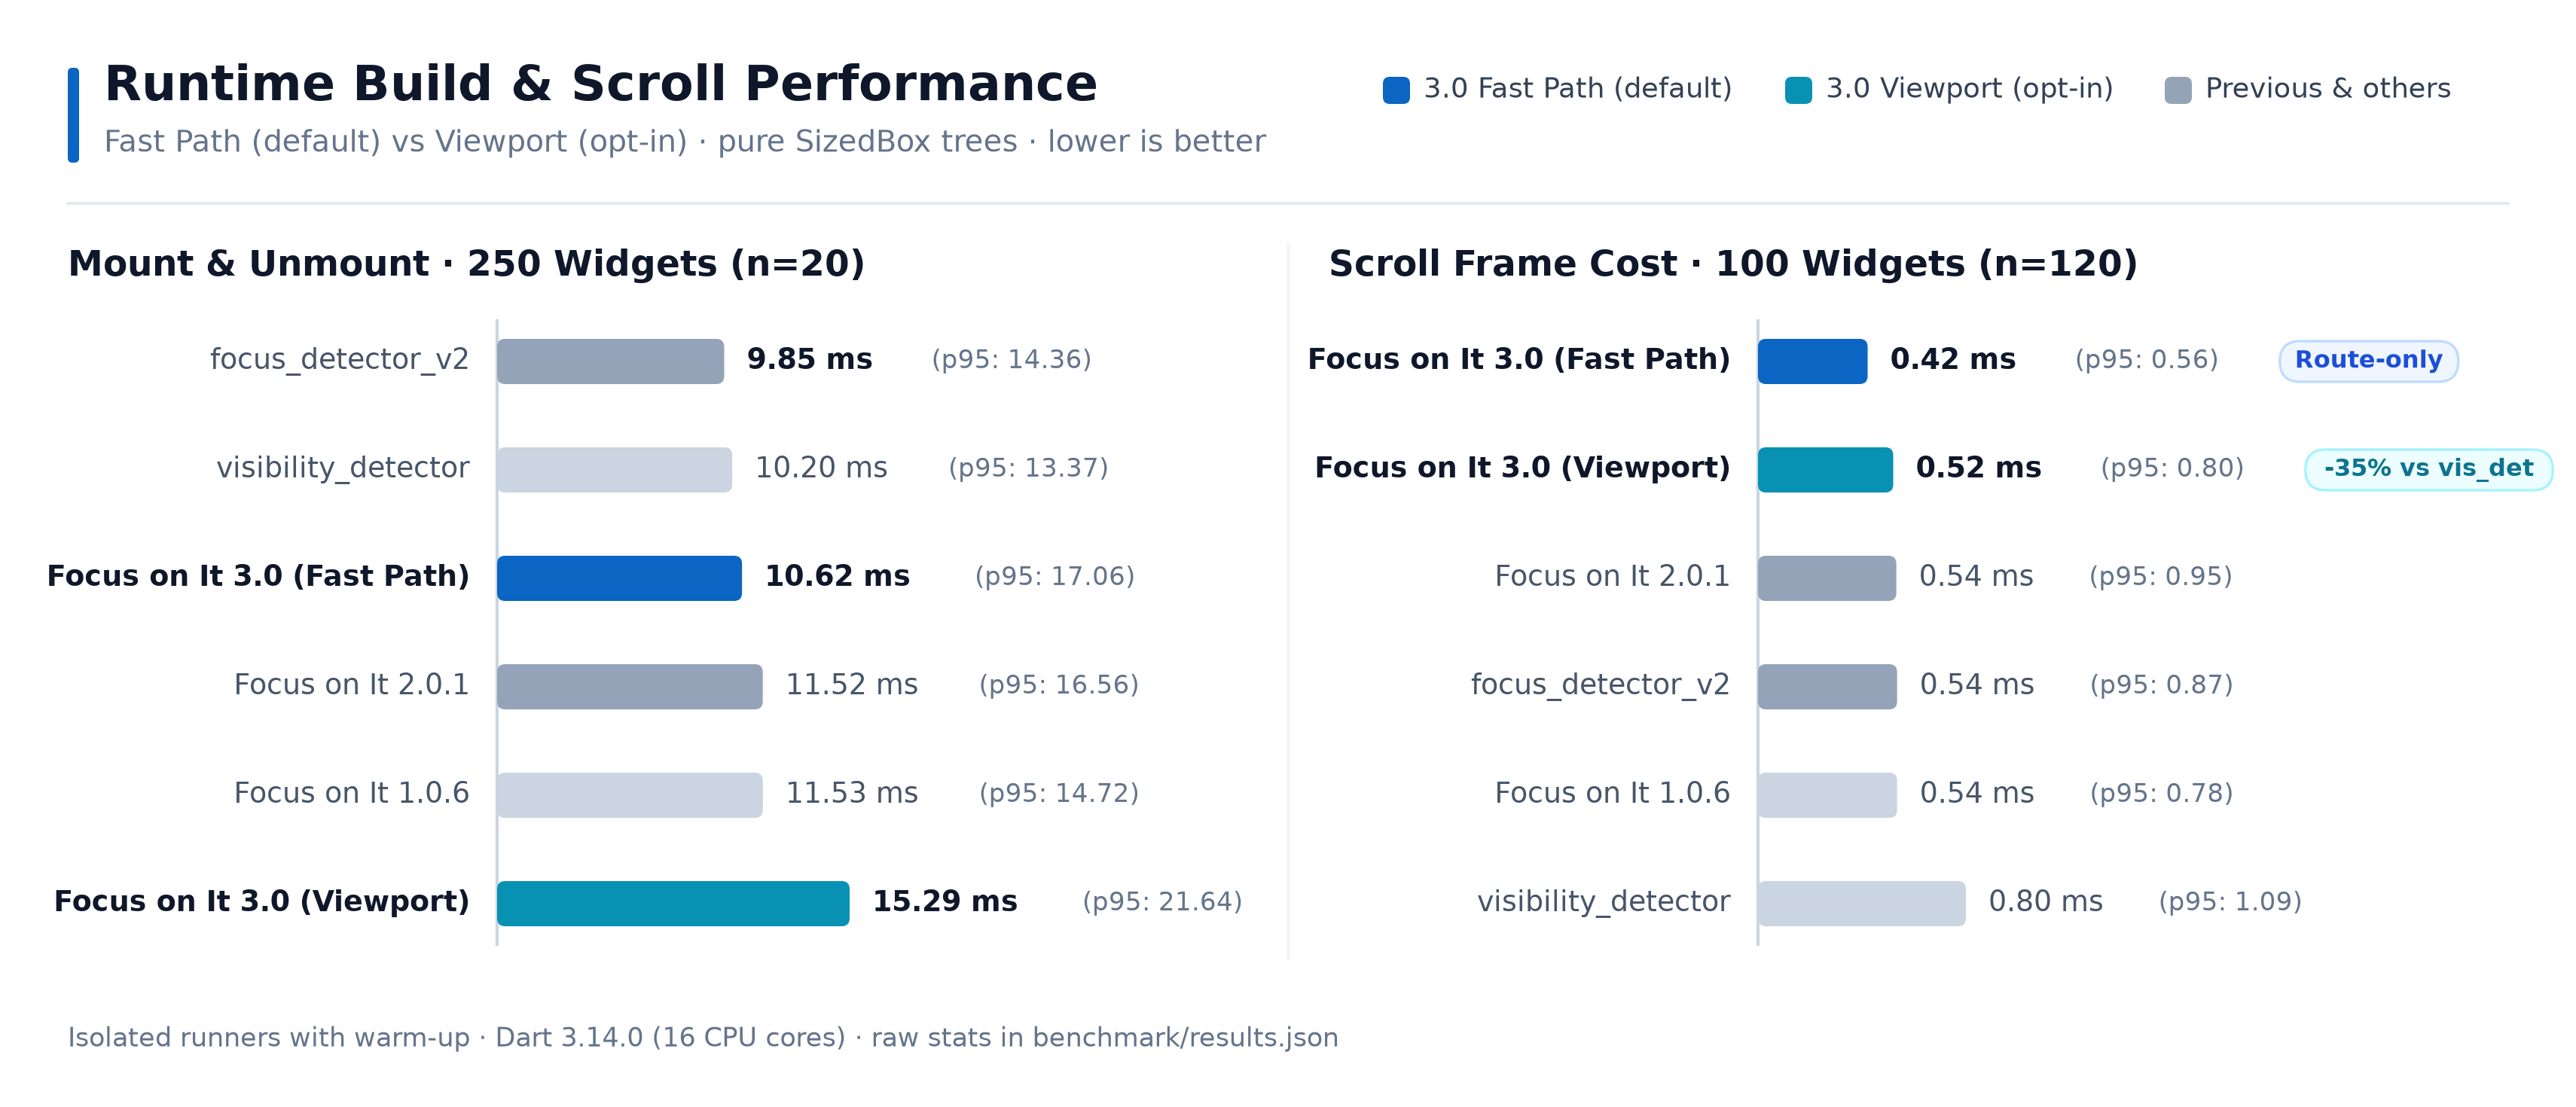 Runtime Build & Scroll Performance
Fast Path (default) vs Viewport (opt-in) · pure SizedBox trees · lower is better
3.0 Fast Path (default)
3.0 Viewport (opt-in)
Previous & others
Mount & Unmount · 250 Widgets (n=20)
focus_detector_v2 9.85 ms (p95: 14.36)
visibility_detector 10.20 ms (p95: 13.37)
Focus on It 3.0 (Fast Path) 10.62 ms (p95: 17.06)
Focus on It 2.0.1 11.52 ms (p95: 16.56)
Focus on It 1.0.6 11.53 ms (p95: 14.72)
Focus on It 3.0 (Viewport) 15.29 ms (p95: 21.64)
Scroll Frame Cost · 100 Widgets (n=120)
Focus on It 3.0 (Fast Path) 0.42 ms (p95: 0.56) Route-only
Focus on It 3.0 (Viewport) 0.52 ms (p95: 0.80) -35% vs vis_det
Focus on It 2.0.1 0.54 ms (p95: 0.95)
focus_detector_v2 0.54 ms (p95: 0.87)
Focus on It 1.0.6 0.54 ms (p95: 0.78)
visibility_detector 0.80 ms (p95: 1.09)
Isolated runners with warm-up · Dart 3.14.0 (16 CPU cores) · raw stats in benchmark/results.json